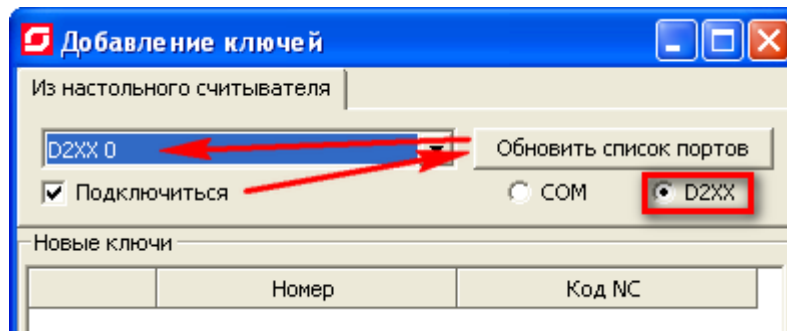 Добавление ключей
Из настольного считывателя
D2XX 0
Обновить список портов
Подключиться
COM
D2XX
Новые ключи
Номер
Код NC